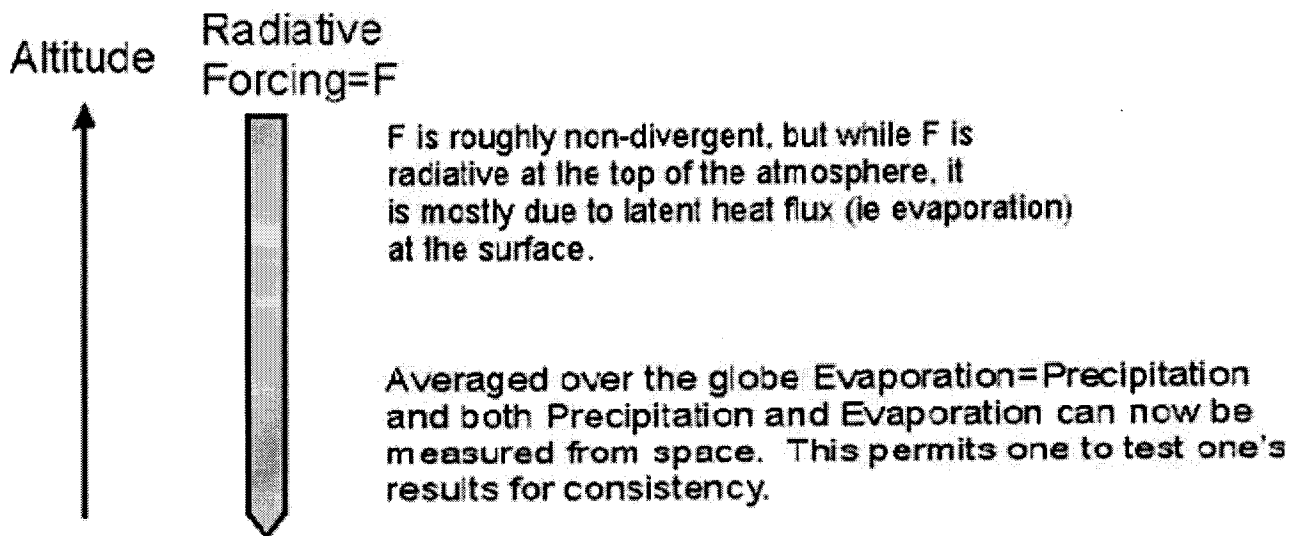 Altitude
Radiative
Forcing=F
F is roughly non-divergent, but while F is
radiative at the top of the atmosphere, it
is mostly due to latent heat flux (ie evaporation)
at the surface.
Averaged over the globe Evaporation=Precipitation
and both Precipitation and Evaporation can now be
measured from space. This permits one to test one's
results for consistency.